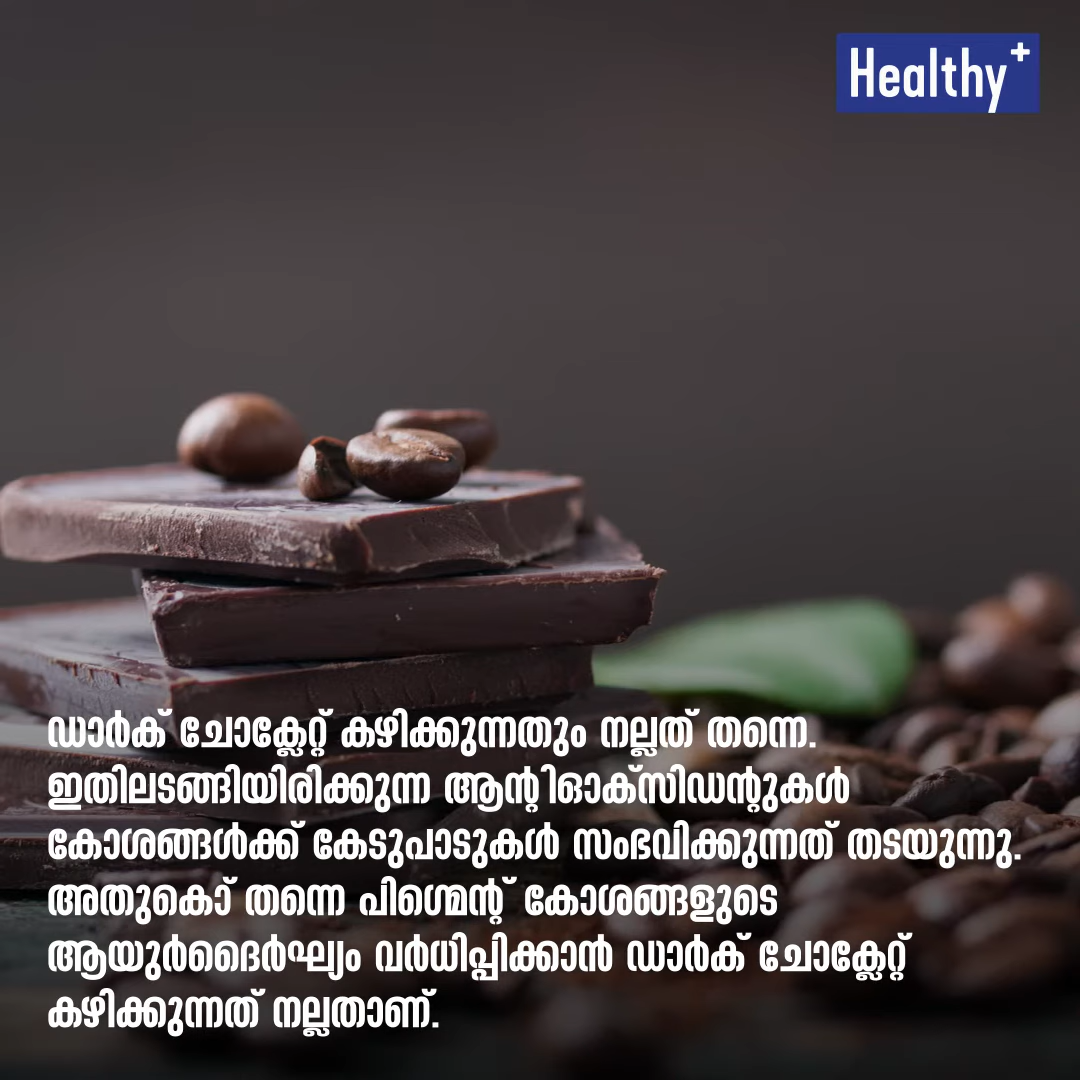 Healthy+
ഡാർക് ചോക്ലേറ്റ് കഴിക്കുന്നതും നല്ലത് തന്നെ.
ഇതിലടങ്ങിയിരിക്കുന്ന ആന്റിഓക്സിഡന്റുകൾ
കോശങ്ങൾക്ക് കേടുപാടുകൾ സംഭവിക്കുന്നത് തടയുന്നു.
അതുകൊ് തന്നെ പിഗ്മെന്റ് കോശങ്ങളുടെ
ആയുർദൈർഘ്യം വർധിപ്പിക്കാൻ ഡാർക് ചോക്ലേറ്റ്
കഴിക്കുന്നത് നല്ലതാണ്.